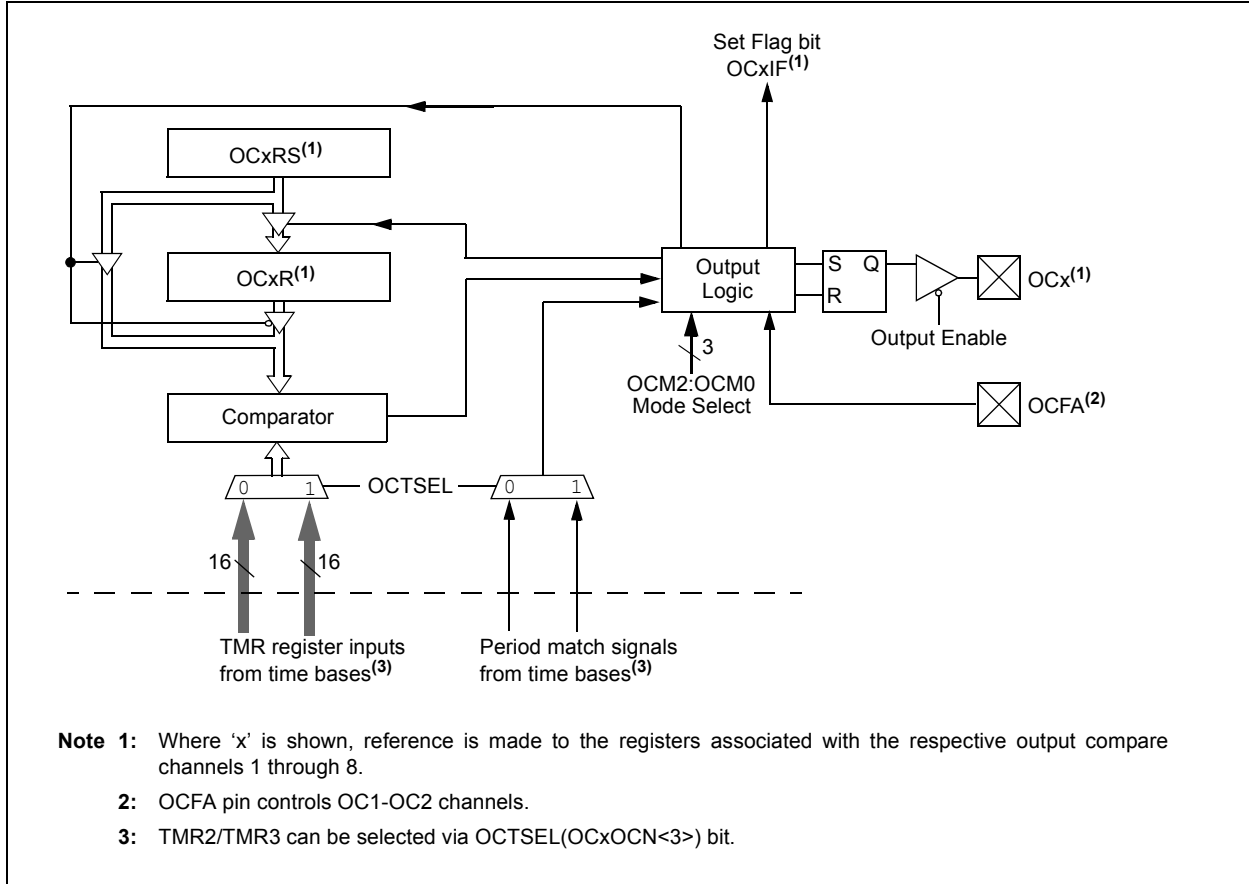 Set Flag bit
OCxIF(1)
OCxRS(1)
OCxR(1)
Output
Logic
S Q
R
OCx(1)
Output Enable
3
OCM2:OCM0
Mode Select
OCFA(2)
Comparator
0 1
OCTSEL
0 1
16
16
TMR register inputs
from time bases(3)
Period match signals
from time bases(3)
Note 1: Where ‘x’ is shown, reference is made to the registers associated with the respective output compare
channels 1 through 8.
2: OCFA pin controls OC1-OC2 channels.
3: TMR2/TMR3 can be selected via OCTSEL(OCxOCN<3>) bit.